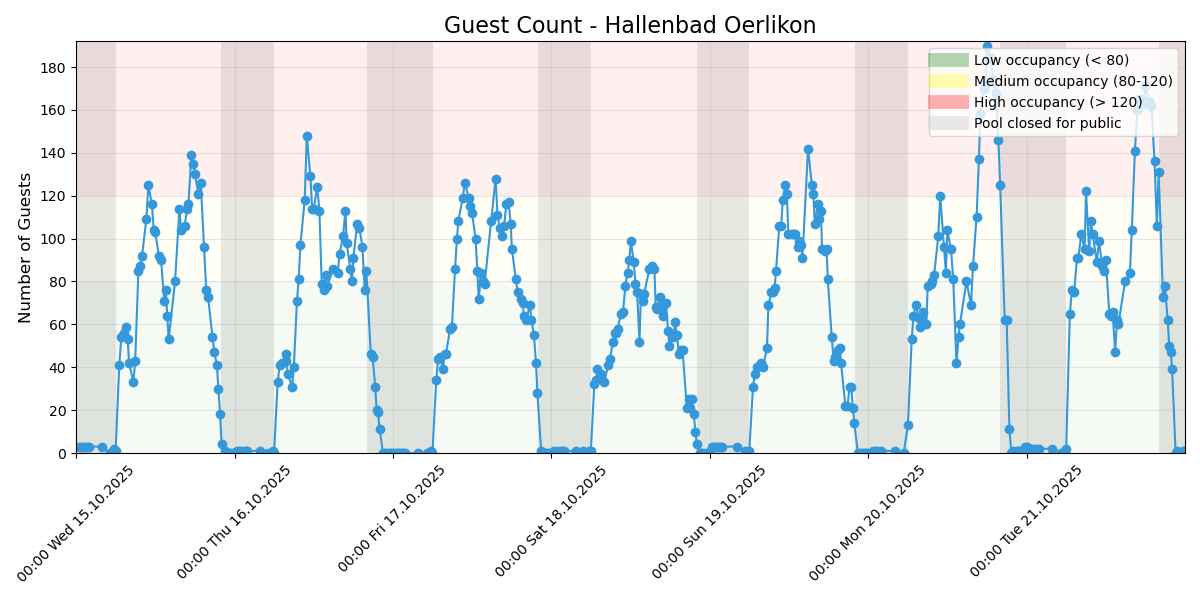 Guest Count - Hallenbad Oerlikon
Number of Guests
180
160
140
120
100
80
60
40
20
0
Low occupancy (< 80)
Medium occupancy (80-120)
High occupancy (> 120)
Pool closed for public
00:00 Wed 15.10.2025
00:00 Thu 16.10.2025
00:00 Fri 17.10.2025
00:00 Sat 18.10.2025
00:00 Sun 19.10.2025
00:00 Mon 20.10.2025
00:00 Tue 21.10.2025